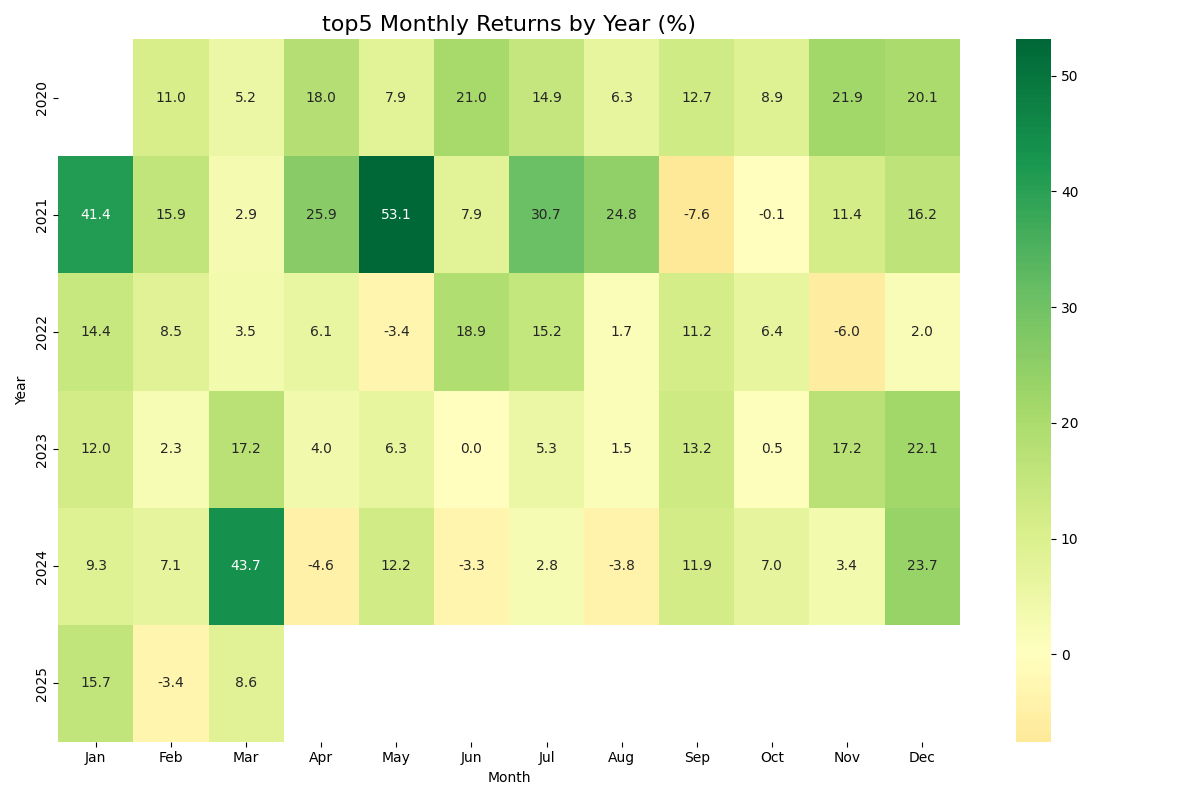 top5 Monthly Returns by Year (%)
2020 11.0 5.2 18.0 7.9 21.0 14.9 6.3 12.7 8.9 21.9 20.1
2021 41.4 15.9 2.9 25.9 53.1 7.9 30.7 24.8 -7.6 -0.1 11.4 16.2
2022 14.4 8.5 3.5 6.1 -3.4 18.9 15.2 1.7 11.2 6.4 -6.0 2.0
2023 12.0 2.3 17.2 4.0 6.3 0.0 5.3 1.5 13.2 0.5 17.2 22.1
2024 9.3 7.1 43.7 -4.6 12.2 -3.3 2.8 -3.8 11.9 7.0 3.4 23.7
2025 15.7 -3.4 8.6
Jan Feb Mar Apr May Jun Jul Aug Sep Oct Nov Dec
Month
Year
50
40
30
20
10
0